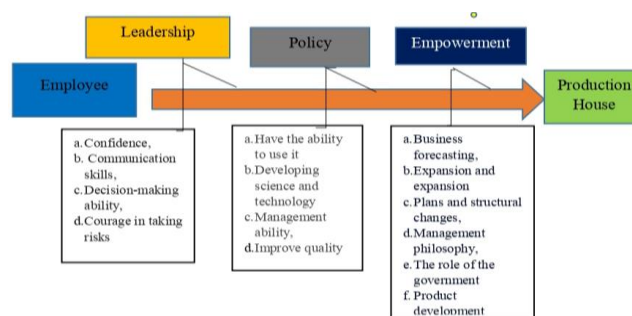 Leadership
Policy
Empowerment
Employee
Production
House
a. Confidence,
b. Communication
skills,
c. Decision-making
ability,
d. Courage in taking
risks
a. Have the ability
to use it
b. Developing
science and
technology
c. Management
ability,
d. Improve quality
a. Business
forecasting,
b. Expansion and
expansion
c. Plans and structural
changes,
d. Management
philosophy,
e. The role of the
government
f. Product
development